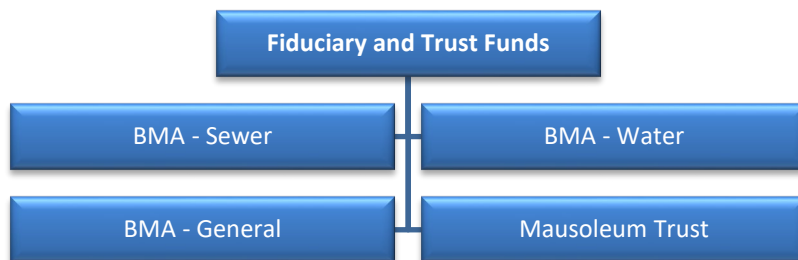 Fiduciary and Trust Funds
BMA - Sewer
BMA - Water
BMA - General
Mausoleum Trust